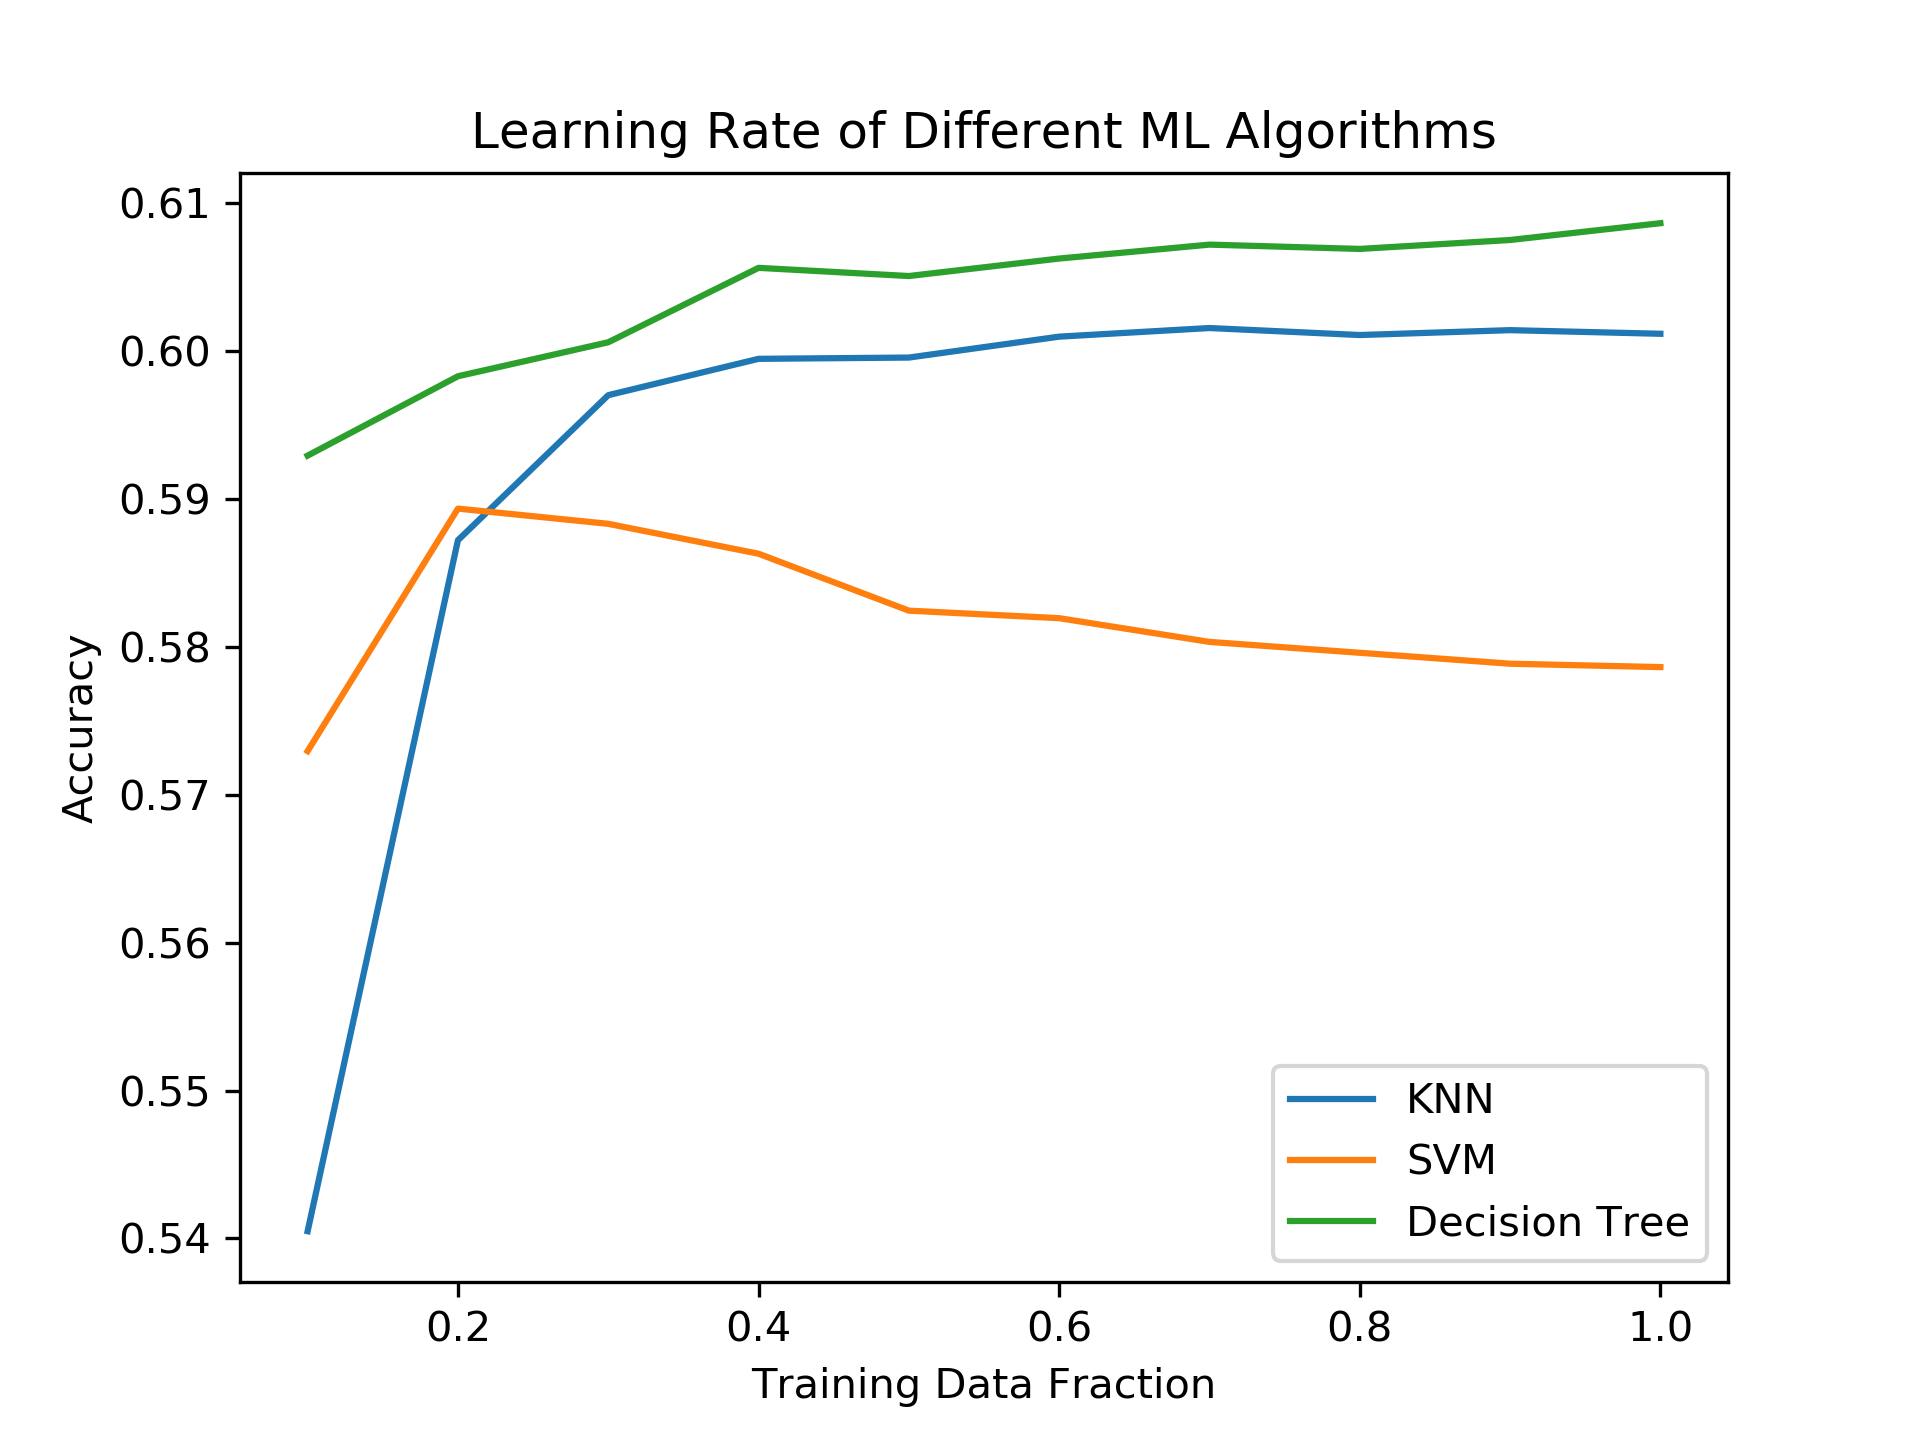 Learning Rate of Different ML Algorithms
0.61
0.60
0.59
0.58
0.57
0.56
0.55
0.54
Accuracy
KNN
SVM
Decision Tree
0.2 0.4 0.6 0.8 1.0
Training Data Fraction